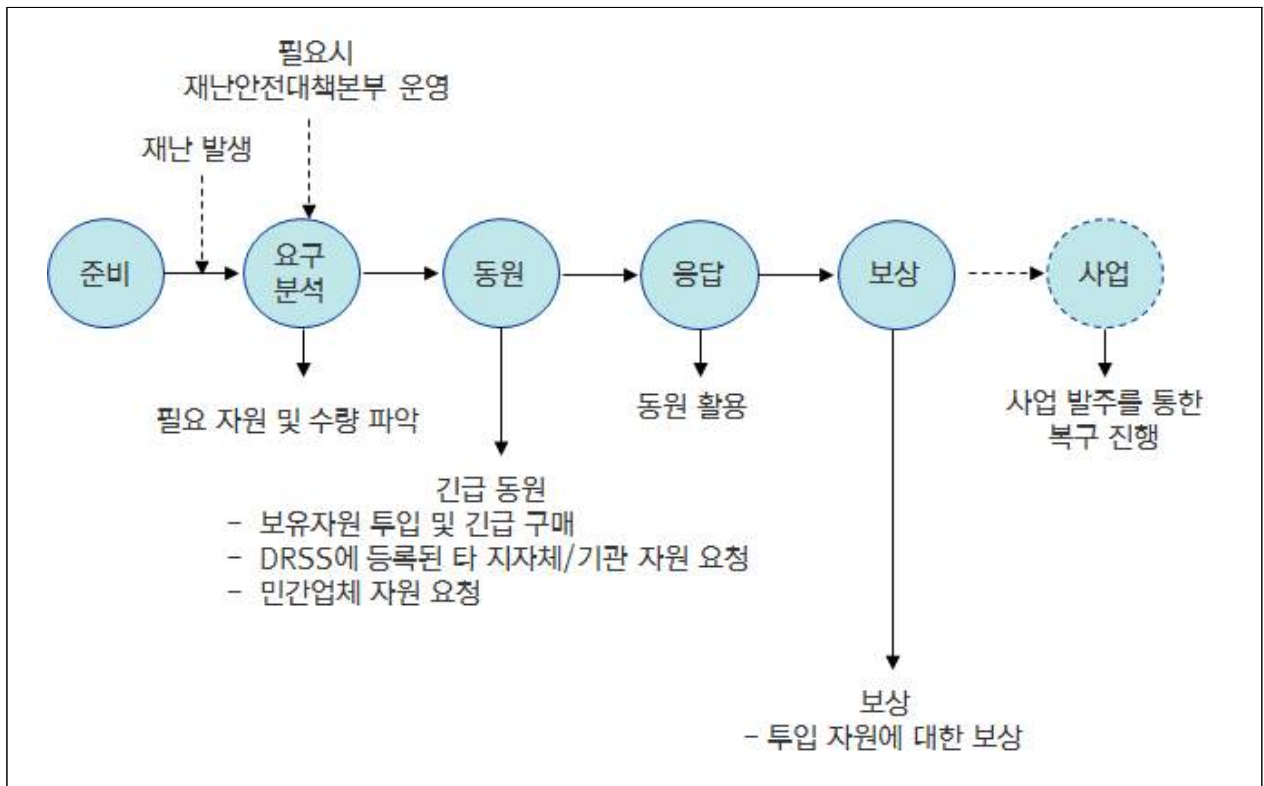 필요시
재난안전대책본부 운영
재난 발생
준비
요구
분석
동원
응답
보상
사업
필요 자원 및 수량 파악
동원 활용
사업 발주를 통한
복구 진행
긴급 동원
- 보유자원 투입 및 긴급 구매
- DRSS에 등록된 타 지자체/기관 자원 요청
- 민간업체 자원 요청
보상
- 투입 자원에 대한 보상